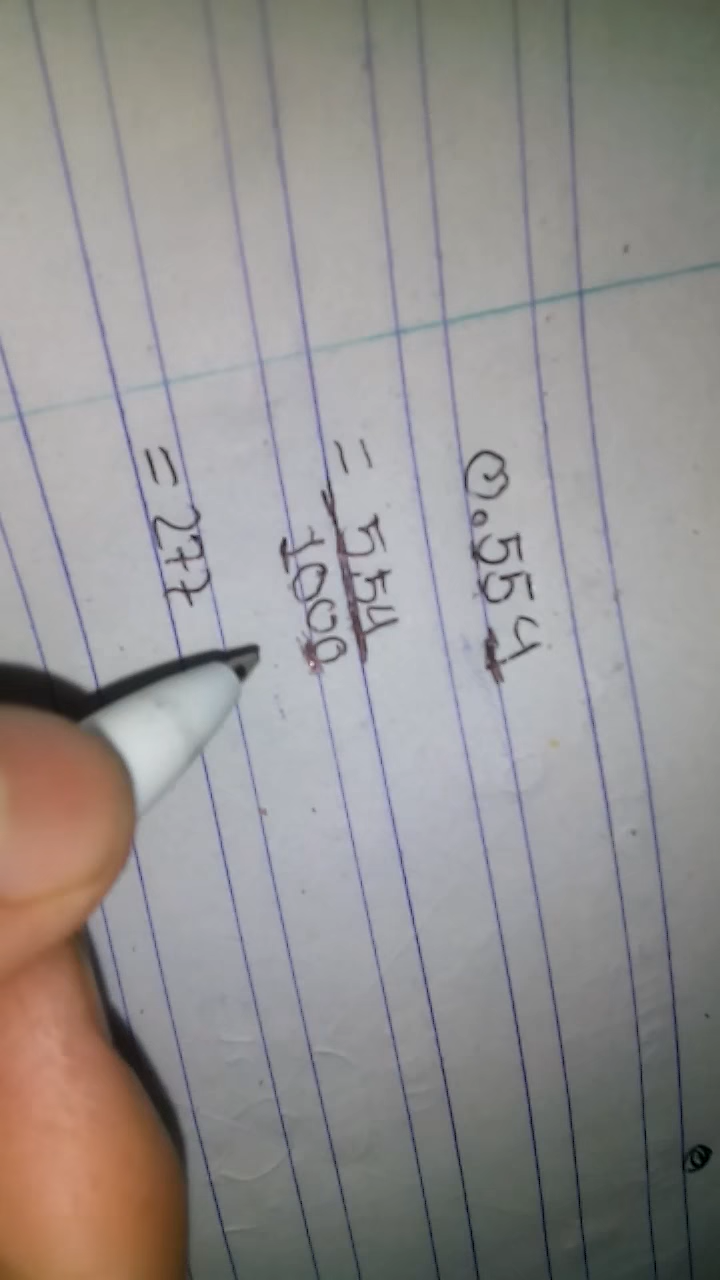 0.554
= 554
1000
= 277